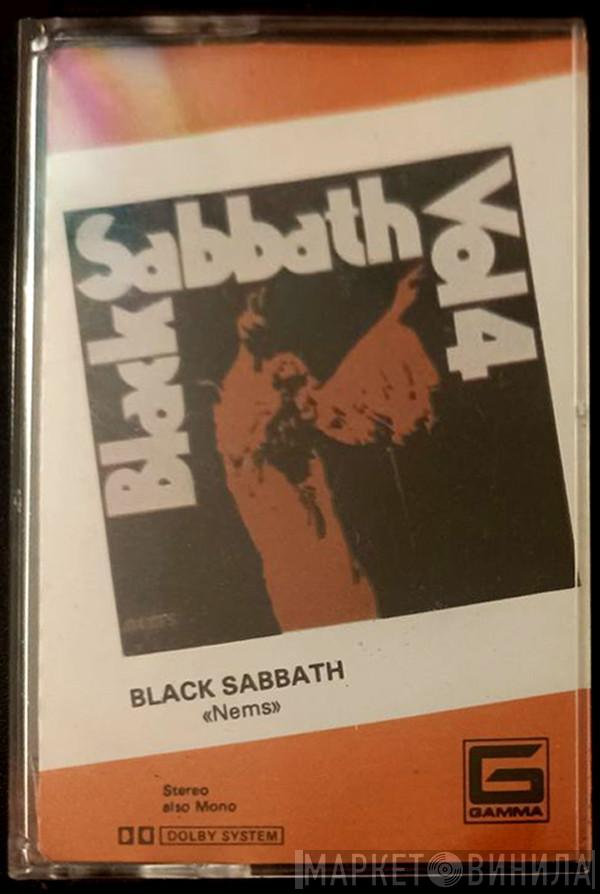 Black
Sabbath
Vol 4
BLACK SABBATH
«Nems»
Stereo
also Mono
DOLBY SYSTEM
G
GAMMA
МАРКЕТ ВИНИЛА